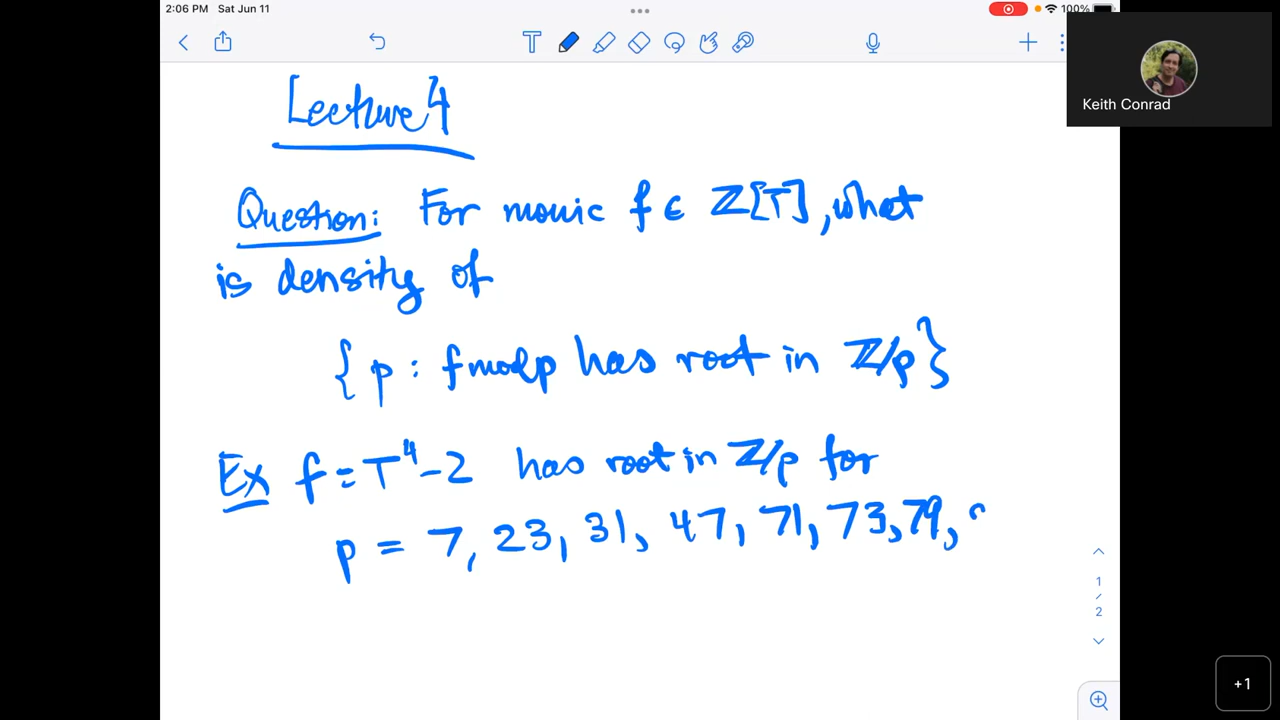 2:06 PM Sat Jun 11
100%
Keith Conrad
Lecture 4
Question: For monic f ∈ ℤ[T], what
is density of
{p : f mod p has root in ℤ/p}
Ex f = T⁴-2 has root in ℤ/p for
p = 7, 23, 31, 47, 71, 73, 79,
1
/
2
+1